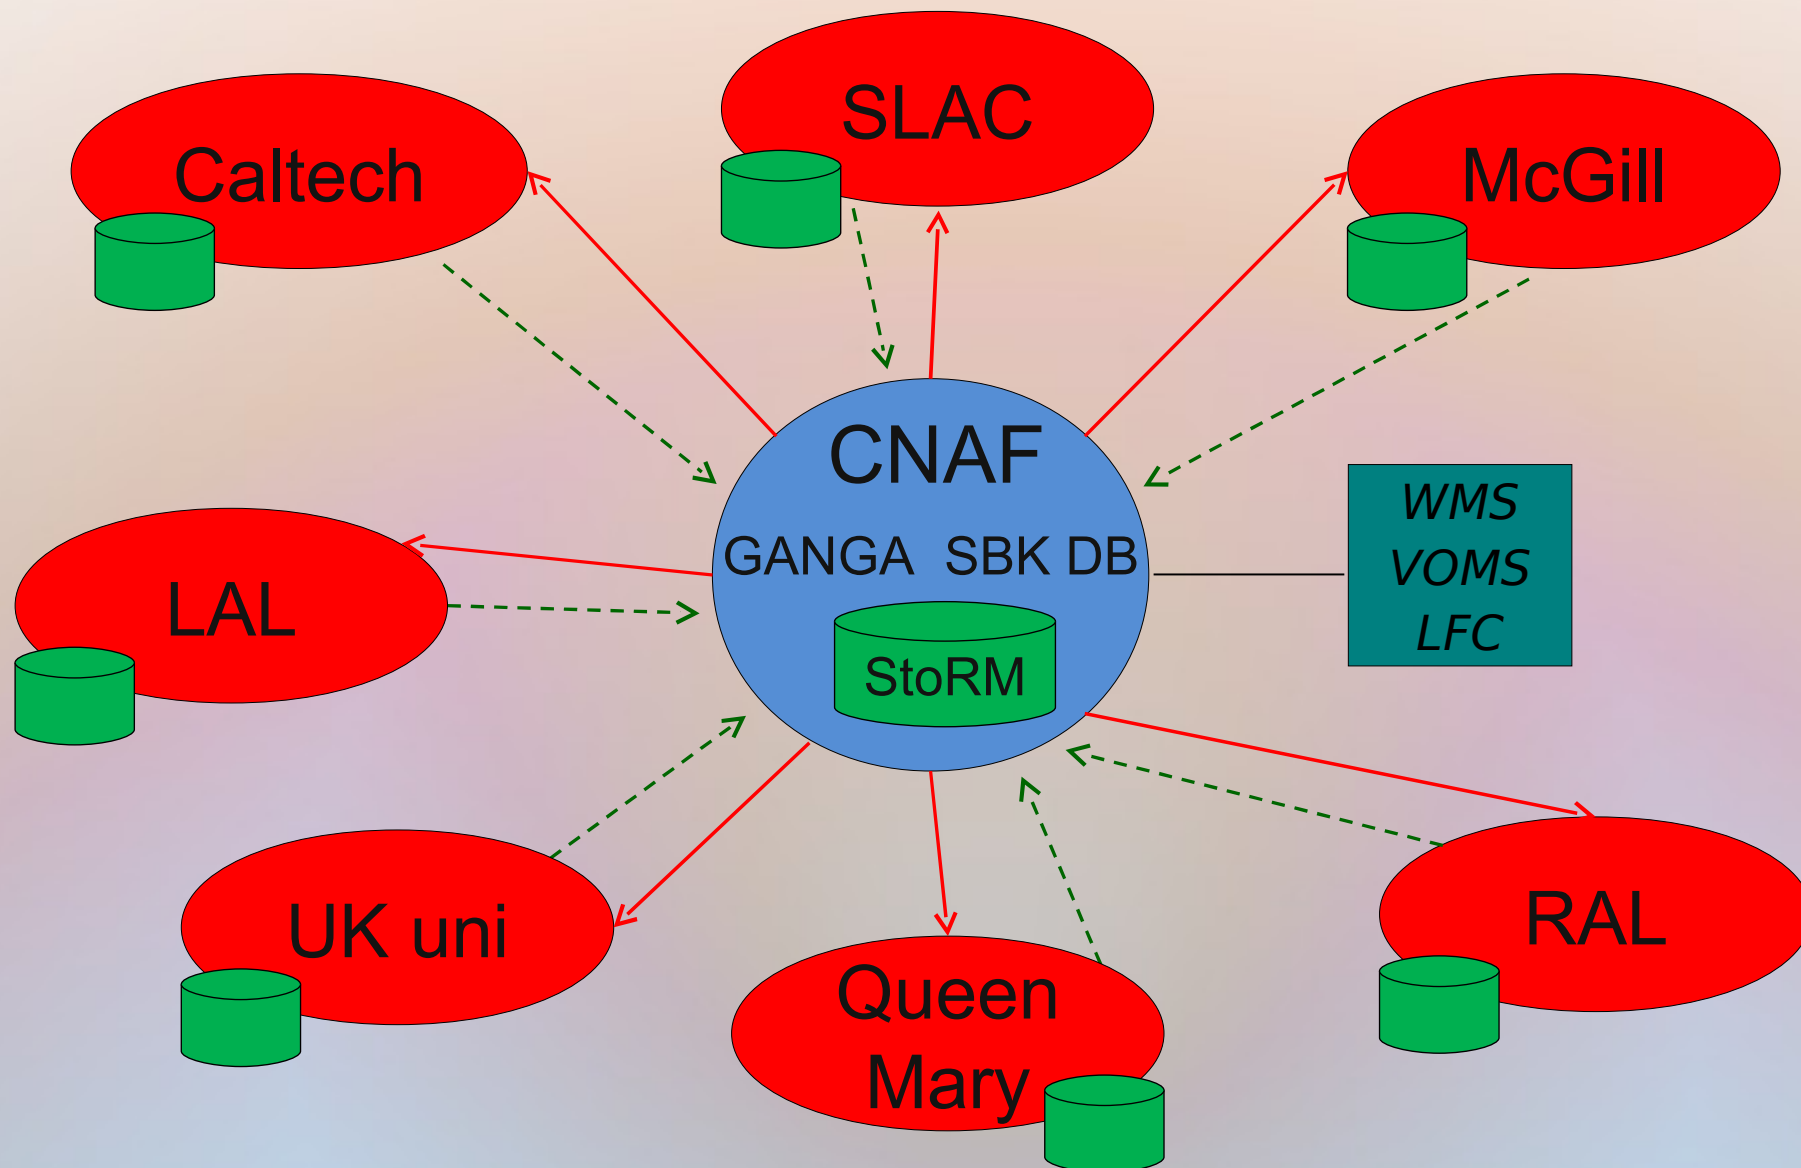 SLAC
Caltech
McGill
CNAF
GANGA SBK DB
WMS
VOMS
LFC
LAL
StoRM
UK uni
RAL
Queen
Mary